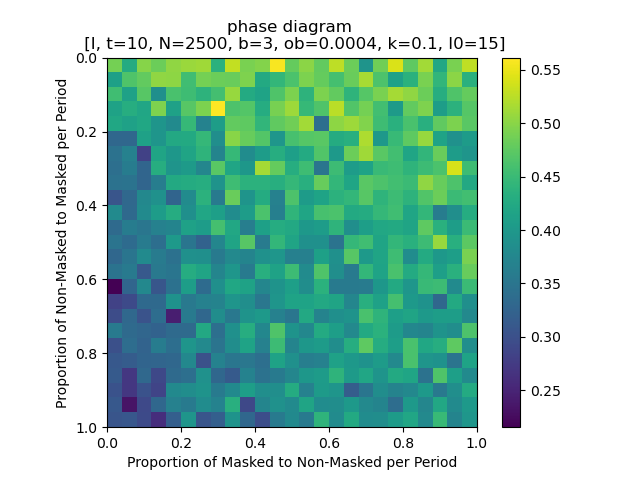 phase diagram
[I, t=10, N=2500, b=3, ob=0.0004, k=0.1, I0=15]
Proportion of Non-Masked to Masked per Period
0.0
0.2
0.4
0.6
0.8
1.0
0.0 0.2 0.4 0.6 0.8 1.0
Proportion of Masked to Non-Masked per Period
0.55
0.50
0.45
0.40
0.35
0.30
0.25